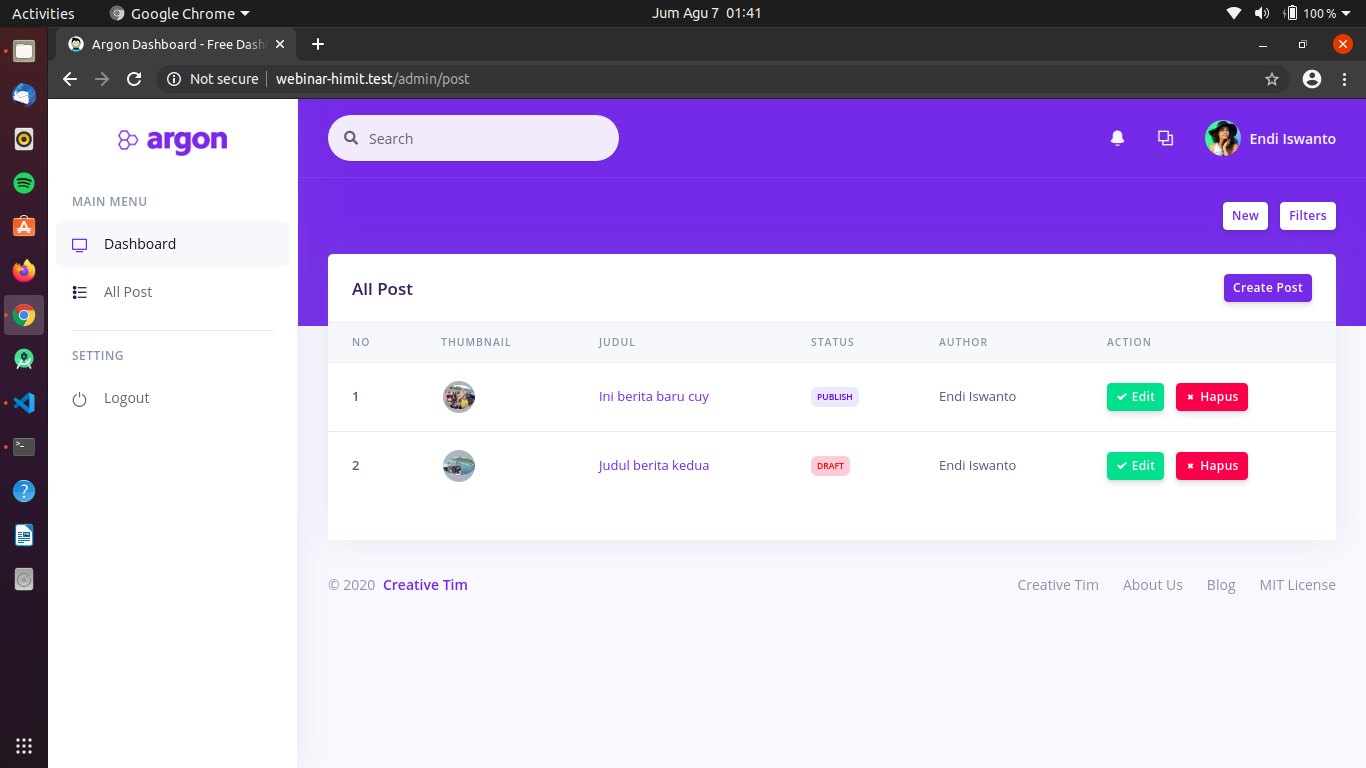 Activities Google Chrome Jum Agu 7 01:41 100 %
Argon Dashboard - Free Dash
Not secure webinar-himit.test/admin/post
argon
Search Endi Iswanto
MAIN MENU
Dashboard
All Post
SETTING
Logout
New Filters
All Post Create Post
NO THUMBNAIL JUDUL STATUS AUTHOR ACTION
1 Ini berita baru cuy PUBLISH Endi Iswanto Edit Hapus
2 Judul berita kedua DRAFT Endi Iswanto Edit Hapus
© 2020 Creative Tim Creative Tim About Us Blog MIT License